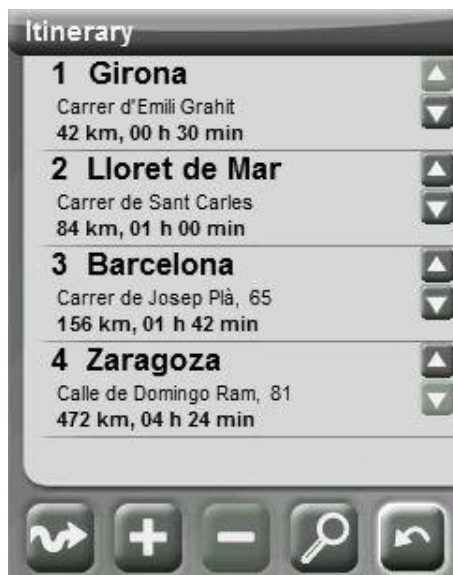 Itinerary
1 Girona
Carrer d'Emili Grahit
42 km, 00 h 30 min
2 Lloret de Mar
Carrer de Sant Carles
84 km, 01 h 00 min
3 Barcelona
Carrer de Josep Plà, 65
156 km, 01 h 42 min
4 Zaragoza
Calle de Domingo Ram, 81
472 km, 04 h 24 min